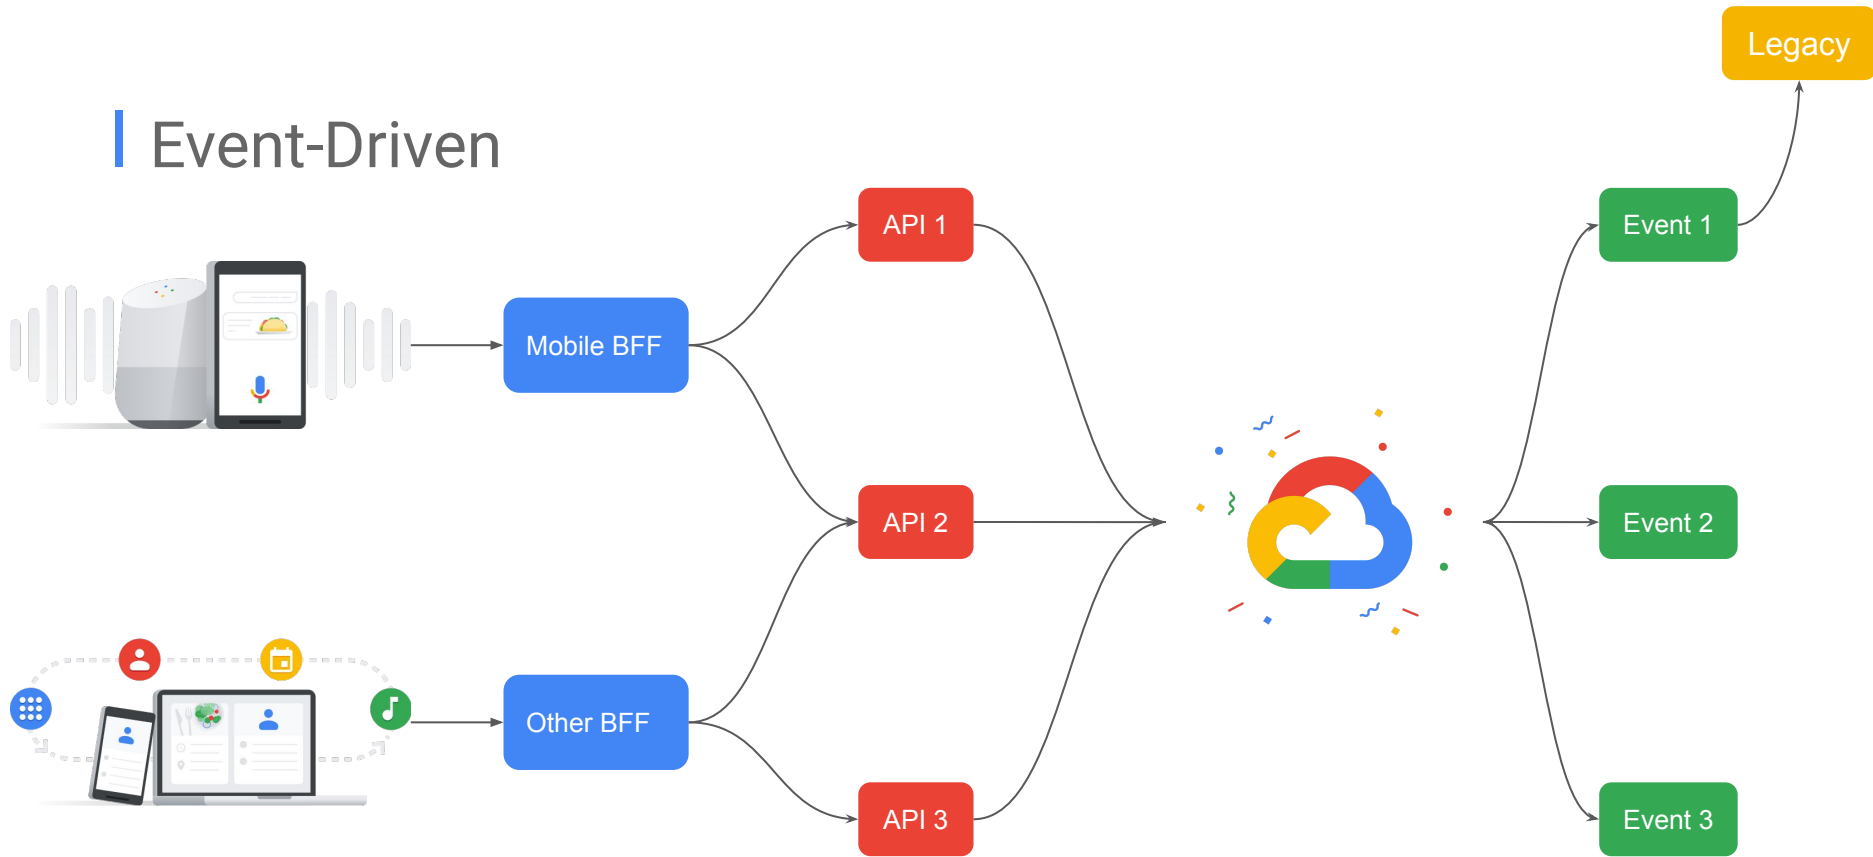 Legacy
Event-Driven
API 1
Event 1
Mobile BFF
API 2
Event 2
Other BFF
API 3
Event 3